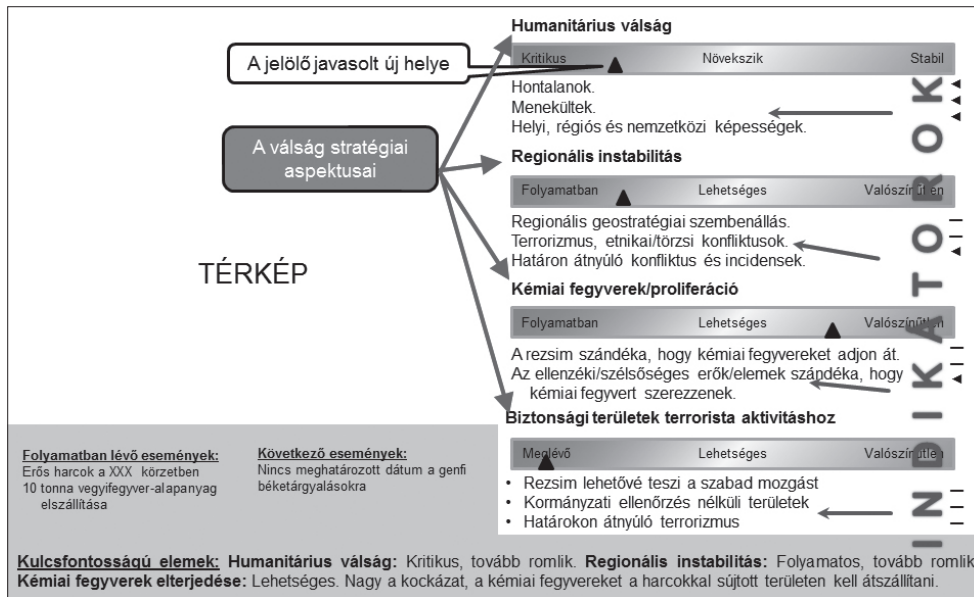 Humanitárius válság
A jelölő javasolt új helye
Kritikus Növekszik Stabil
Hontalanok.
Menekültek.
Helyi, régiós és nemzetközi képességek.
A válság stratégiai
aspektusai
Regionális instabilitás
Folyamatban Lehetséges Valószínűtlen
Regionális geostratégiai szembenállás.
Terrorizmus, etnikai/törzsi konfliktusok.
Határon átnyúló konfliktus és incidensek.
TÉRKÉP
Kémiai fegyverek/proliferáció
Folyamatban Lehetséges Valószínűtlen
A rezsim szándéka, hogy kémiai fegyvereket adjon át.
Az ellenzéki/szélsőséges erők/elemek szándéka, hogy
kémiai fegyvert szerezzenek.
Biztonsági területek terrorista aktivitáshoz
Meglévő Lehetséges Valószínűtlen
• Rezsim lehetővé teszi a szabad mozgást
• Kormányzati ellenőrzés nélküli területek
• Határokon átnyúló terrorizmus
INDIKÁTOROK
Folyamatban lévő események:
Erős harcok a XXX körzetben
10 tonna vegyifegyver-alapanyag
elszállítása
Következő események:
Nincs meghatározott dátum a genfi
béketárgyalásokra
Kulcsfontosságú elemek: Humanitárius válság: Kritikus, tovább romlik. Regionális instabilitás: Folyamatos, tovább romlik.
Kémiai fegyverek elterjedése: Lehetséges. Nagy a kockázat, a kémiai fegyvereket a harcokkal sújtott területen kell átszállítani.